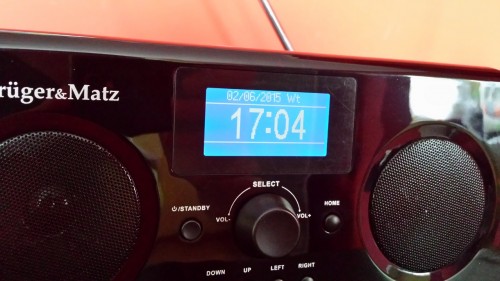 rüger&Matz
02/06/2015 Wt
17:04
SELECT
⏻/STANDBY
VOL-
VOL+
HOME
DOWN
UP
LEFT
RIGHT